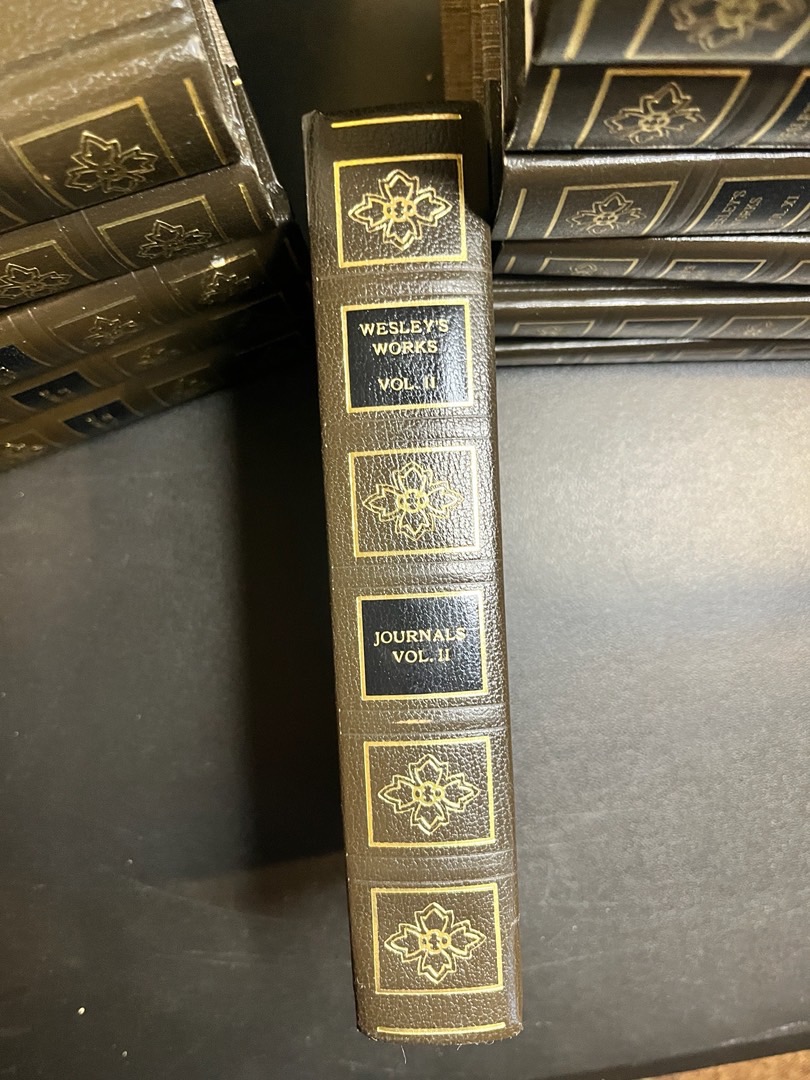 WESLEY'S
WORKS
VOL. II
JOURNALS
VOL. II